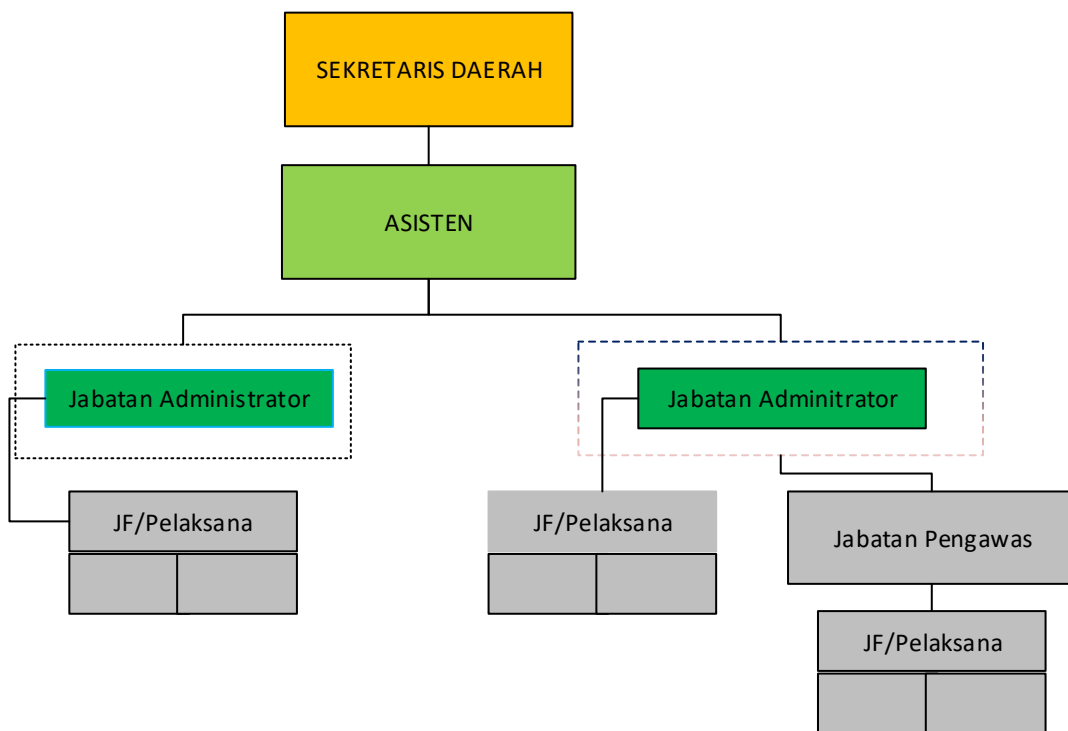 SEKRETARIS DAERAH
ASISTEN
Jabatan Administrator
Jabatan Adminitrator
JF/Pelaksana
JF/Pelaksana
Jabatan Pengawas
JF/Pelaksana